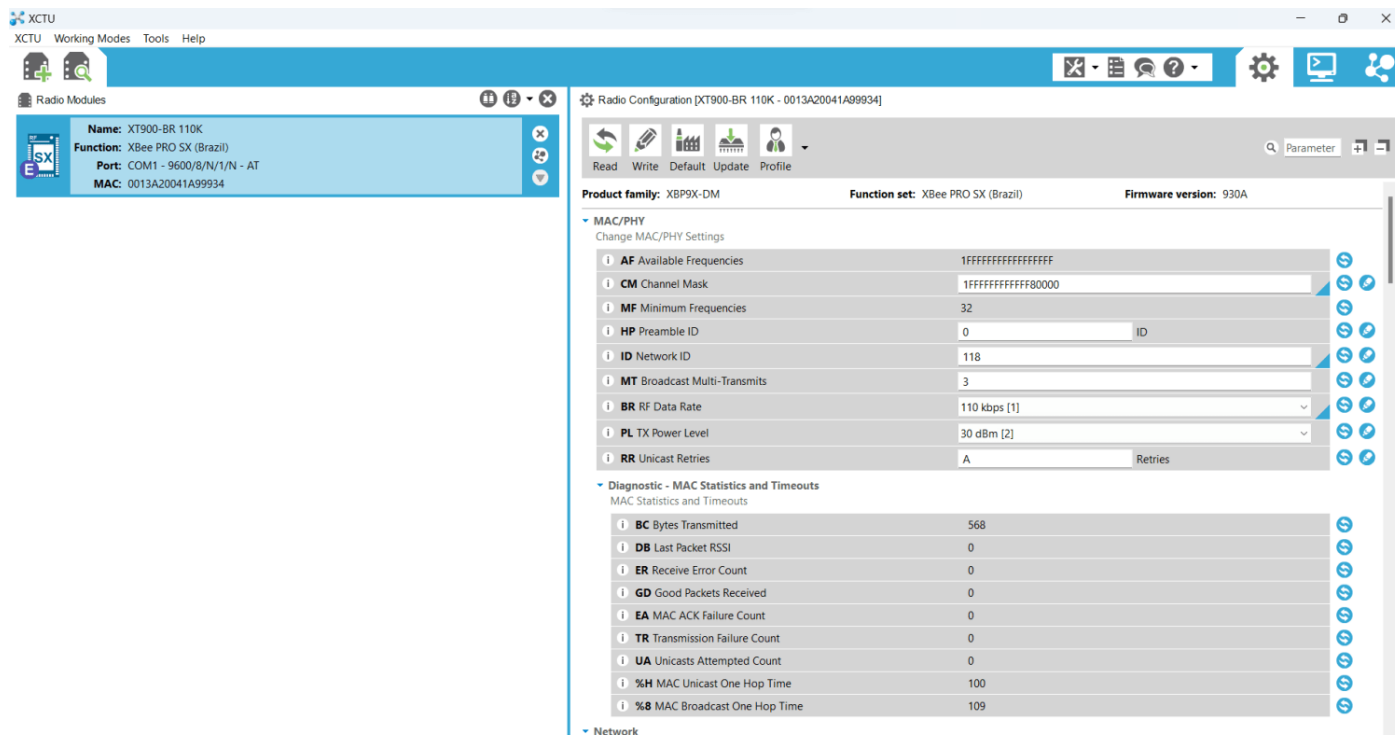 XCTU
XCTU Working Modes Tools Help
Radio Modules
Name: XT900-BR 110K
Function: XBee PRO SX (Brazil)
Port: COM1 - 9600/8/N/1/N - AT
MAC: 0013A20041A99934
SX
E
Radio Configuration [XT900-BR 110K - 0013A20041A99934]
Read Write Default Update Profile
Parameter
Product family: XBP9X-DM Function set: XBee PRO SX (Brazil) Firmware version: 930A
MAC/PHY
Change MAC/PHY Settings
i AF Available Frequencies 1FFFFFFFFFFFFFFFF
i CM Channel Mask 1FFFFFFFFFFF80000
i MF Minimum Frequencies 32
i HP Preamble ID 0 ID
i ID Network ID 118
i MT Broadcast Multi-Transmits 3
i BR RF Data Rate 110 kbps [1]
i PL TX Power Level 30 dBm [2]
i RR Unicast Retries A Retries
Diagnostic - MAC Statistics and Timeouts
MAC Statistics and Timeouts
i BC Bytes Transmitted 568
i DB Last Packet RSSI 0
i ER Receive Error Count 0
i GD Good Packets Received 0
i EA MAC ACK Failure Count 0
i TR Transmission Failure Count 0
i UA Unicasts Attempted Count 0
i %H MAC Unicast One Hop Time 100
i %8 MAC Broadcast One Hop Time 109
Network